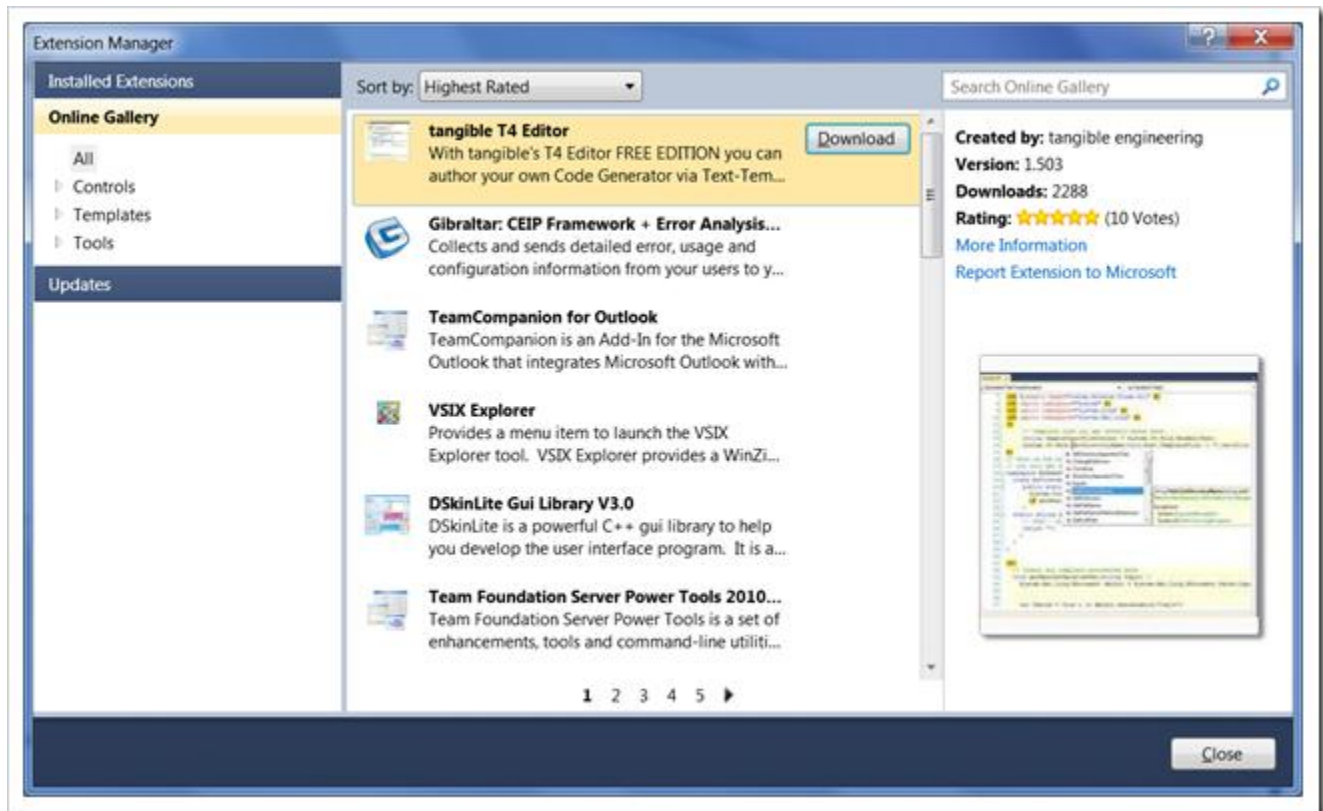 Extension Manager
Installed Extensions
Online Gallery
All
Controls
Templates
Tools
Updates
Sort by: Highest Rated
tangible T4 Editor
With tangible's T4 Editor FREE EDITION you can
author your own Code Generator via Text-Tem...
Download
Gibraltar: CEIP Framework + Error Analysis...
Collects and sends detailed error, usage and
configuration information from your users to y...
TeamCompanion for Outlook
TeamCompanion is an Add-In for the Microsoft
Outlook that integrates Microsoft Outlook with...
VSIX Explorer
Provides a menu item to launch the VSIX
Explorer tool. VSIX Explorer provides a WinZi...
DSkinLite Gui Library V3.0
DSkinLite is a powerful C++ gui library to help
you develop the user interface program. It is a...
Team Foundation Server Power Tools 2010...
Team Foundation Server Power Tools is a set of
enhancements, tools and command-line utiliti...
1 2 3 4 5
Search Online Gallery
Created by: tangible engineering
Version: 1.503
Downloads: 2288
Rating: (10 Votes)
More Information
Report Extension to Microsoft
Close